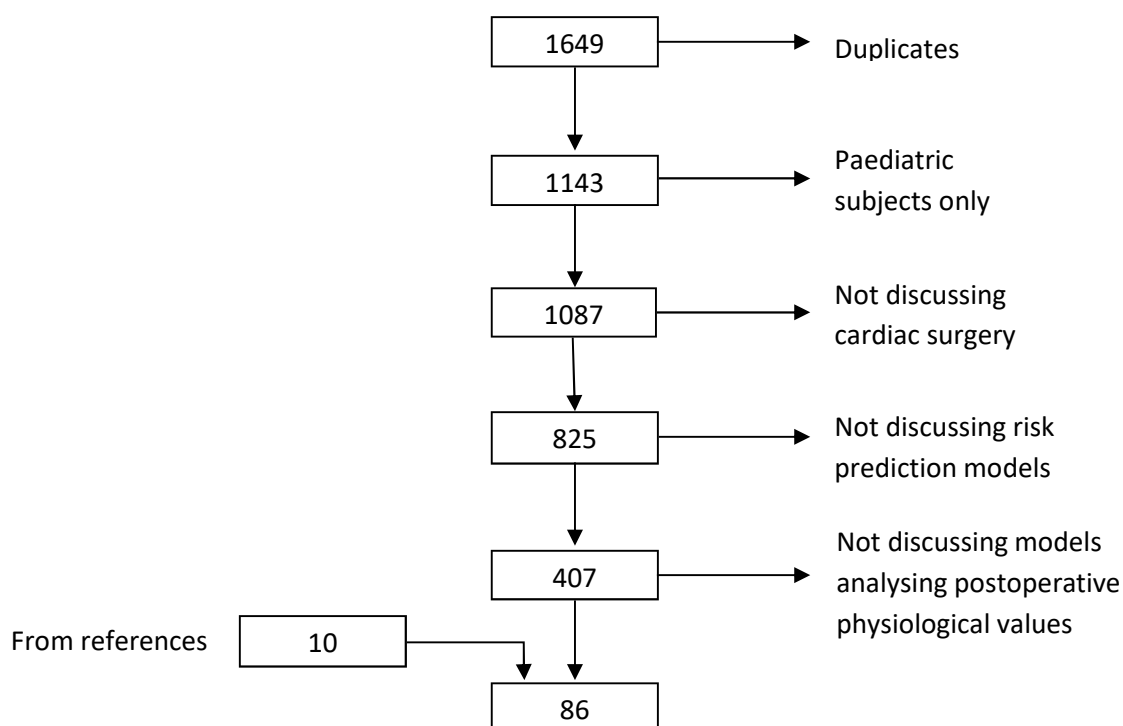 1649
Duplicates
1143
Paediatric
subjects only
1087
Not discussing
cardiac surgery
825
Not discussing risk
prediction models
407
Not discussing models
analysing postoperative
physiological values
From references
10
86